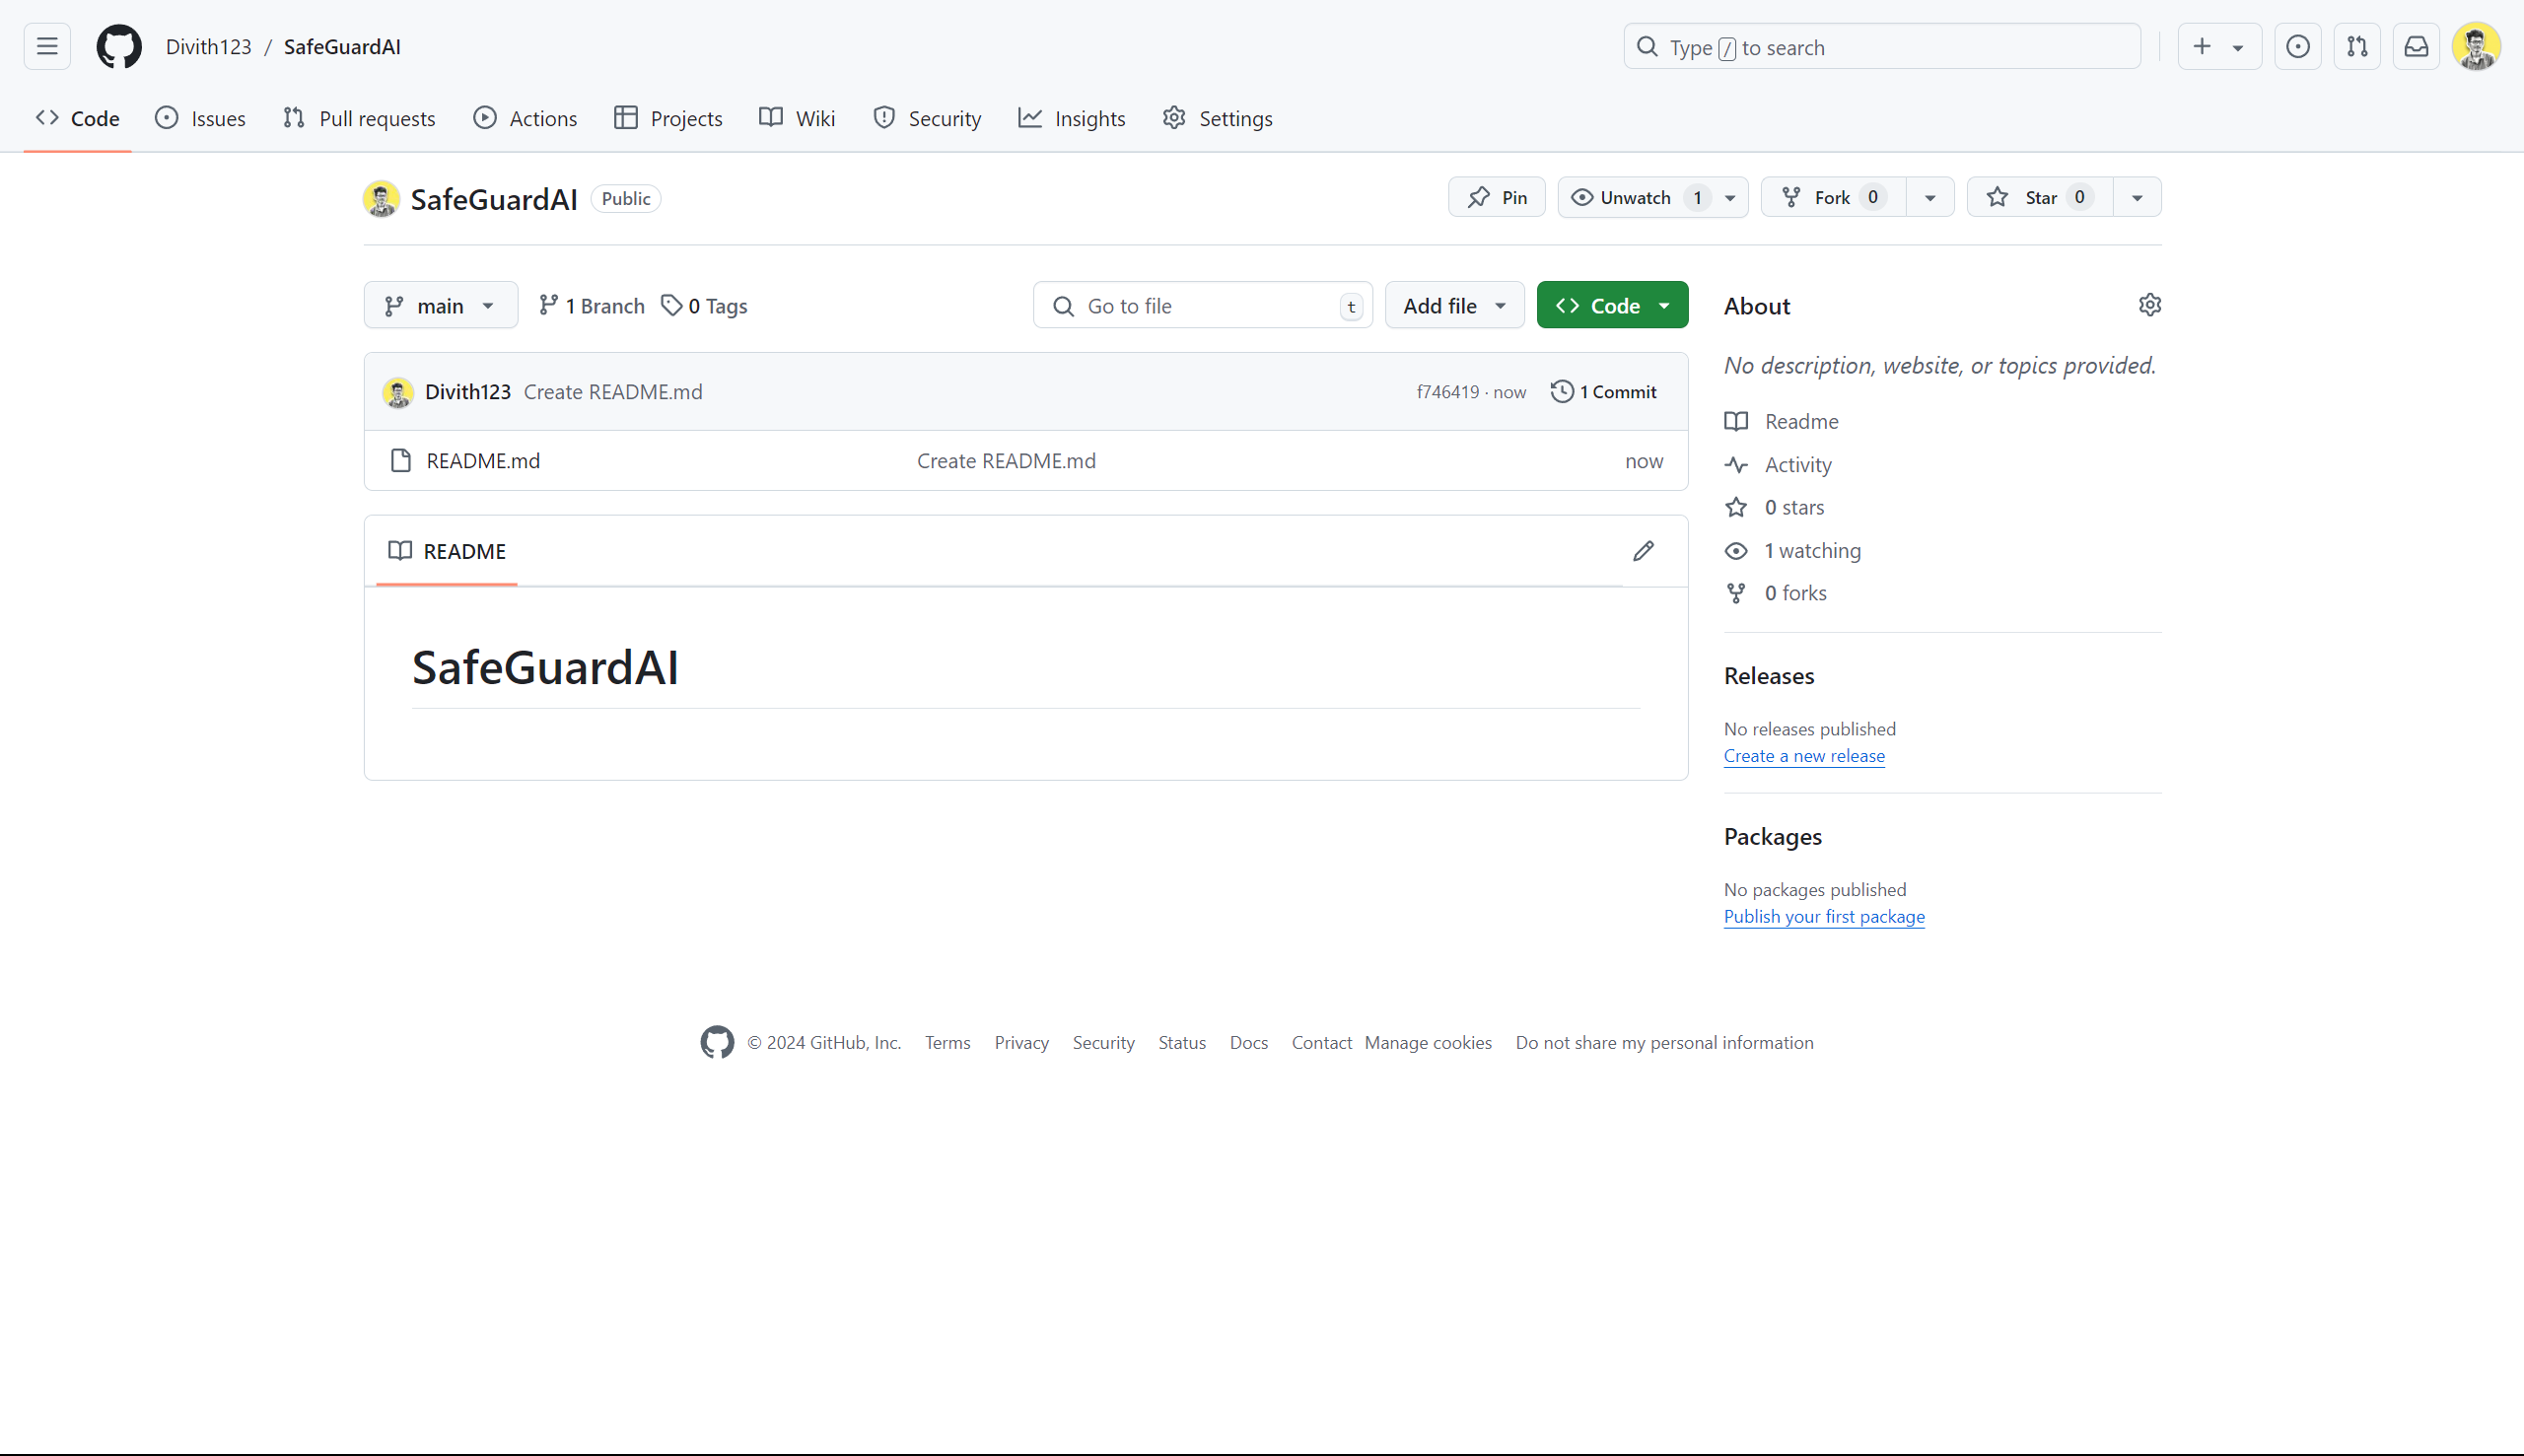 Divith123 / SafeGuardAI
Type / to search
Code Issues Pull requests Actions Projects Wiki Security Insights Settings
SafeGuardAI Public
Pin Unwatch 1 Fork 0 Star 0
main 1 Branch 0 Tags Go to file t Add file Code
Divith123 Create README.md f746419 · now 1 Commit
README.md Create README.md now
README
SafeGuardAI
About
No description, website, or topics provided.
Readme
Activity
0 stars
1 watching
0 forks
Releases
No releases published
Create a new release
Packages
No packages published
Publish your first package
© 2024 GitHub, Inc. Terms Privacy Security Status Docs Contact Manage cookies Do not share my personal information